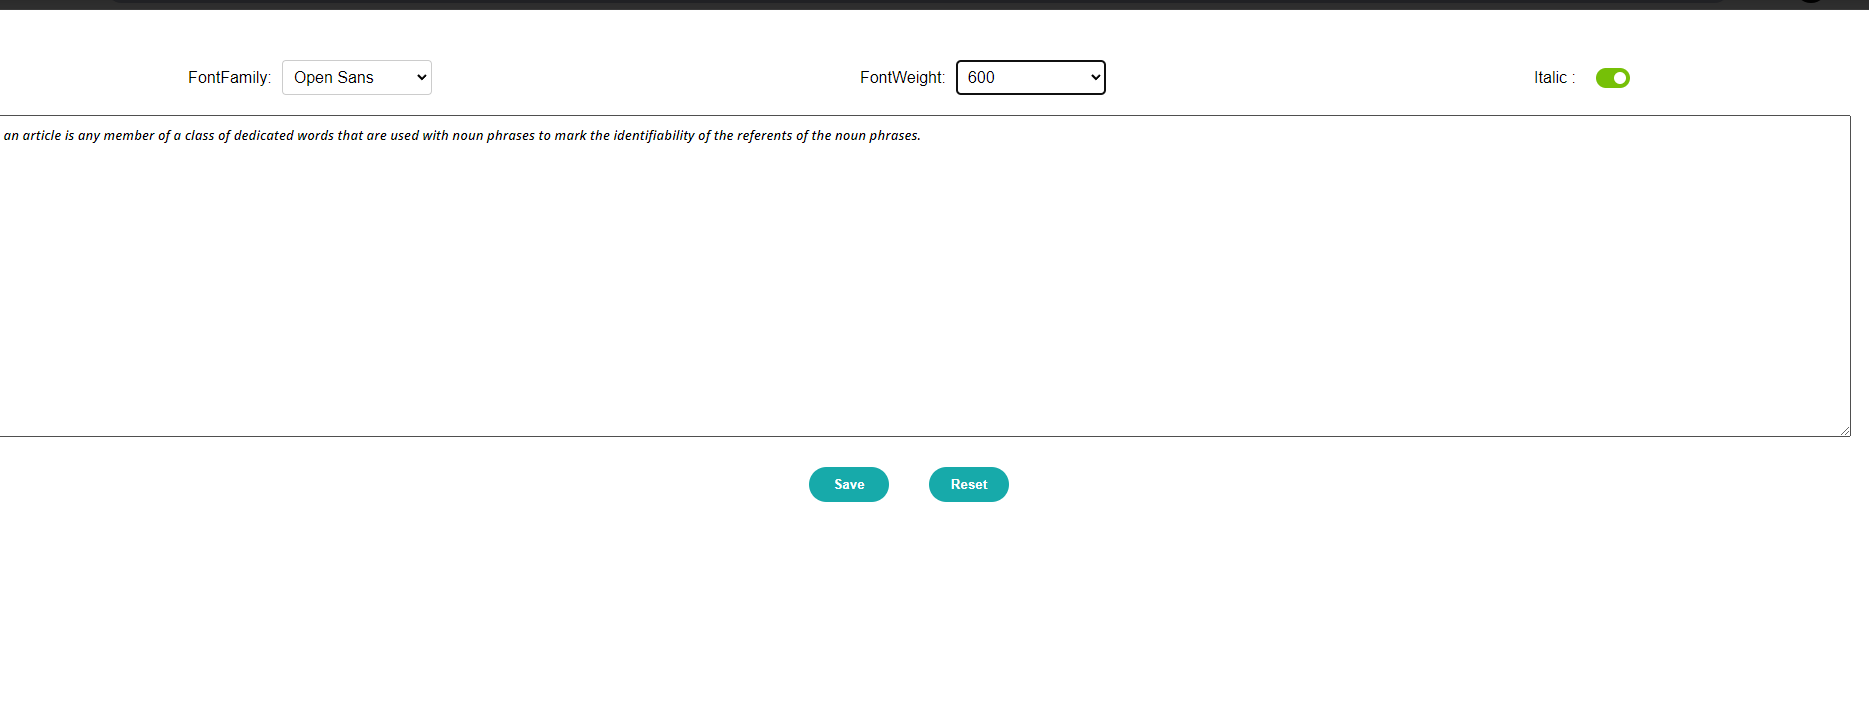 FontFamily: Open Sans FontWeight: 600 Italic :
an article is any member of a class of dedicated words that are used with noun phrases to mark the identifiability of the referents of the noun phrases.
Save Reset